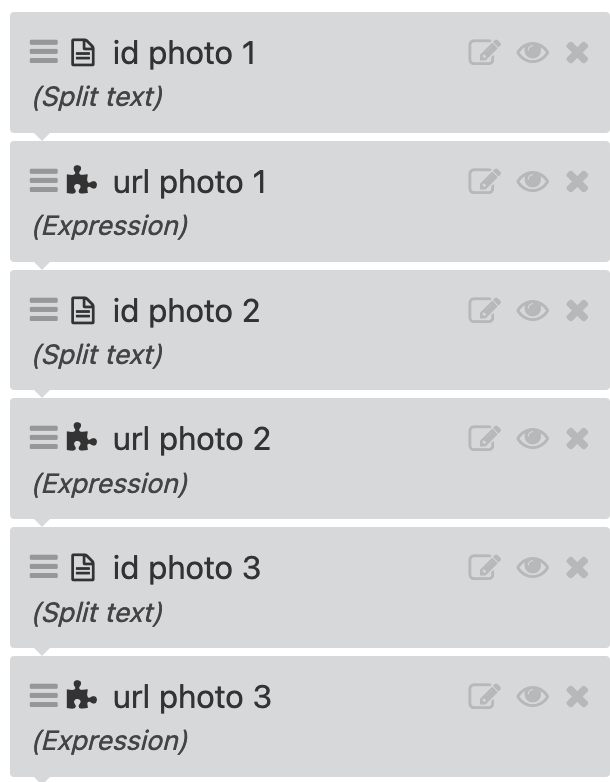 id photo 1
(Split text)
url photo 1
(Expression)
id photo 2
(Split text)
url photo 2
(Expression)
id photo 3
(Split text)
url photo 3
(Expression)